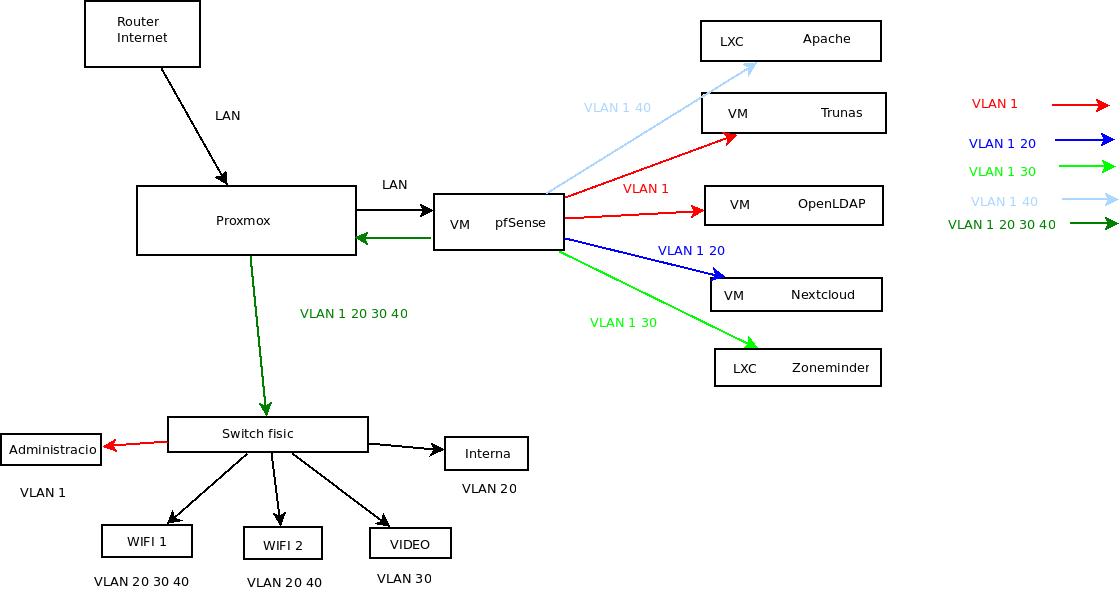 Router
Internet
LAN
LXC Apache
VLAN 1 40
VM Trunas
VLAN 1
LAN
VLAN 1
VLAN 1 20
VLAN 1 30
VLAN 1 40
VLAN 1 20 30 40
Proxmox
VM pfSense
VM OpenLDAP
VLAN 1 20
VM Nextcloud
VLAN 1 20 30 40
VLAN 1 30
LXC Zoneminder
Switch fisic
Administracio
Interna
VLAN 1
VLAN 20
WIFI 1
WIFI 2
VIDEO
VLAN 20 30 40
VLAN 20 40
VLAN 30